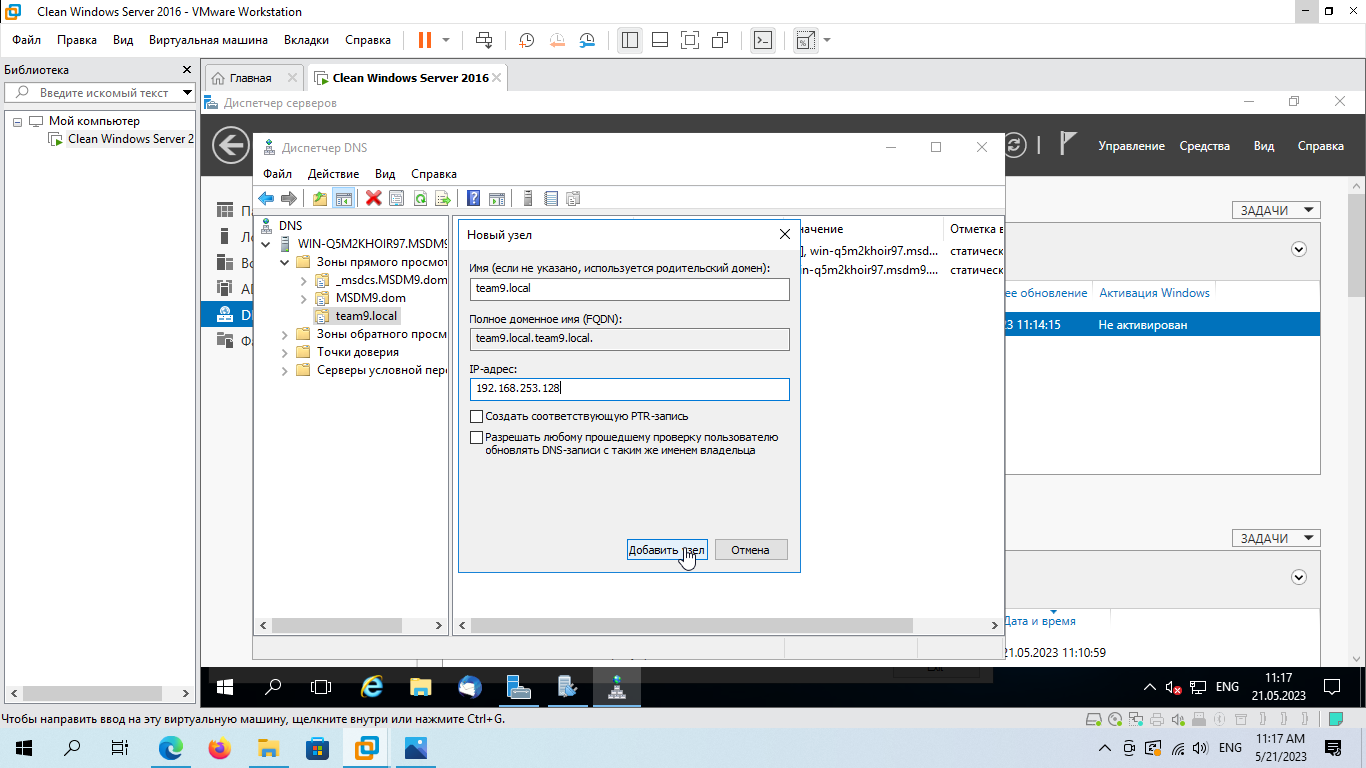 Clean Windows Server 2016 - VMware Workstation
Файл Правка Вид Виртуальная машина Вкладки Справка
Библиотека
Введите искомый текст
Мой компьютер
Clean Windows Server 2
Главная
Clean Windows Server 2016
Диспетчер серверов
Управление Средства Вид Справка
Диспетчер DNS
Файл Действие Вид Справка
DNS
WIN-Q5M2KHOIR97.MSDM9
Зоны прямого просмот
_msdcs.MSDM9.dom
MSDM9.dom
team9.local
Зоны обратного просм
Точки доверия
Серверы условной пер
Новый узел
Имя (если не указано, используется родительский домен):
team9.local
Полное доменное имя (FQDN):
team9.local.team9.local.
IP-адрес:
192.168.253.128
Создать соответствующую PTR-запись
Разрешать любому прошедшему проверку пользователю
обновлять DNS-записи с таким же именем владельца
Добавить узел
Отмена
начение Отметка в
], win-q5m2khoir97.msd... статическ
in-q5m2khoir97.msdm9.... статическ
ЗАДАЧИ
ее обновление Активация Windows
23 11:14:15 Не активирован
ЗАДАЧИ
Дата и время
21.05.2023 11:10:59
ENG
11:17
21.05.2023
Чтобы направить ввод на эту виртуальную машину, щелкните внутри или нажмите Ctrl+G.
ENG
11:17 AM
5/21/2023